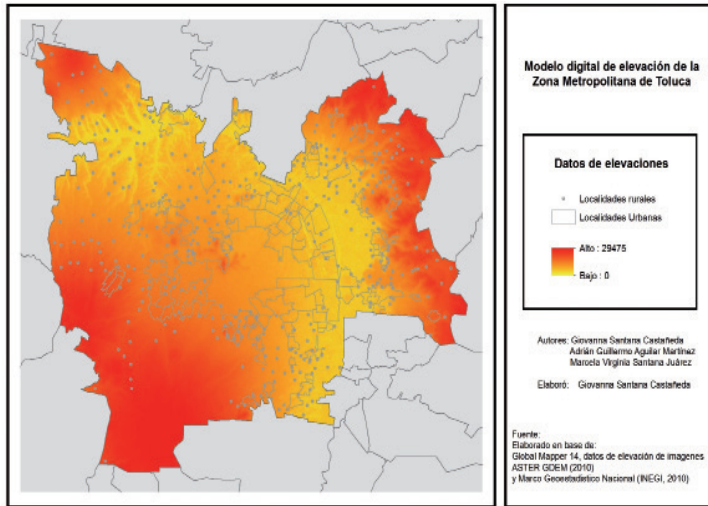 Modelo digital de elevación de la
Zona Metropolitana de Toluca
Datos de elevaciones
Localidades rurales
Localidades Urbanas
Alto : 29475
Bajo : 0
Autores: Giovanna Santana Castañeda
Adrián Guillermo Aguilar Martínez
Marcela Virginia Santana Juárez
Elaboró: Giovanna Santana Castañeda
Fuente:
Elaborado en base de:
Global Mapper 14, datos de elevación de imagenes
ASTER GDEM (2010)
y Marco Geoestadistico Nacional (INEGI, 2010)